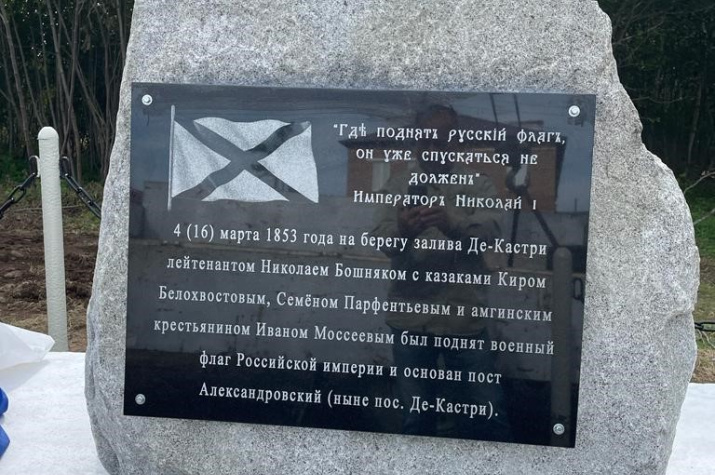 "Гдѣ поднятъ русскій флагъ,
онъ уже спускаться не
долженъ"
Императоръ Николай I
4 (16) марта 1853 года на берегу залива Де-Кастри
лейтенантом Николаем Бошняком с казаками Киром
Белохвостовым, Семёном Парфентьевым и амгинским
крестьянином Иваном Моссеевым был поднят военный
флаг Российской империи и основан пост
Александровский (ныне пос. Де-Кастри).